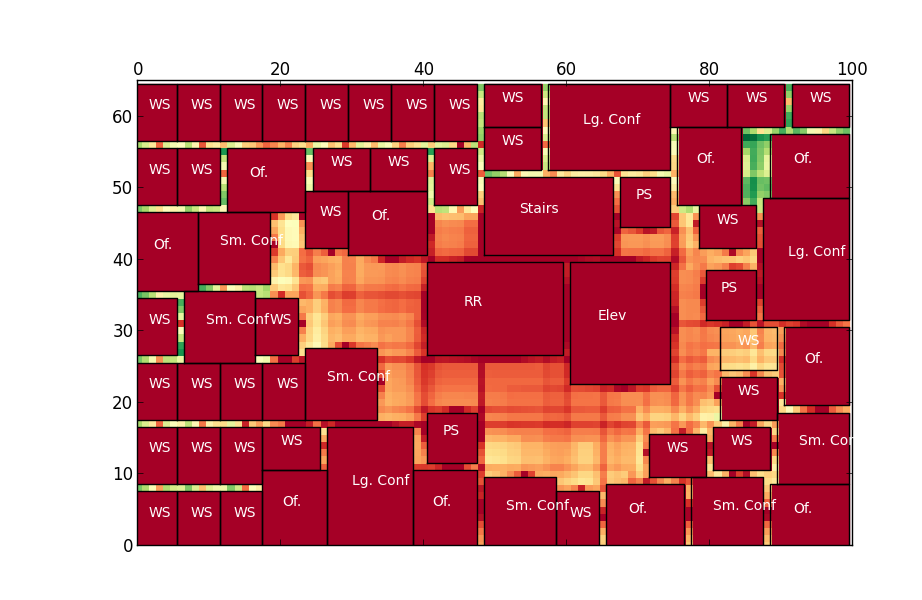 0 20 40 60 80 100
60 WS WS WS WS WS WS WS WS WS Lg. Conf WS WS WS
WS
50 WS WS Of. WS WS WS Of. Of.
WS Of. Stairs PS WS
40 Of. Sm. Conf Lg. Conf
RR PS
30 WS Sm. Conf WS Elev WS
20 WS WS WS WS Sm. Conf WS Of.
10 WS WS WS WS PS WS WS Sm. Con
Lg. Conf
0 WS WS WS Of. Of. Sm. Conf WS Of. Sm. Conf Of.